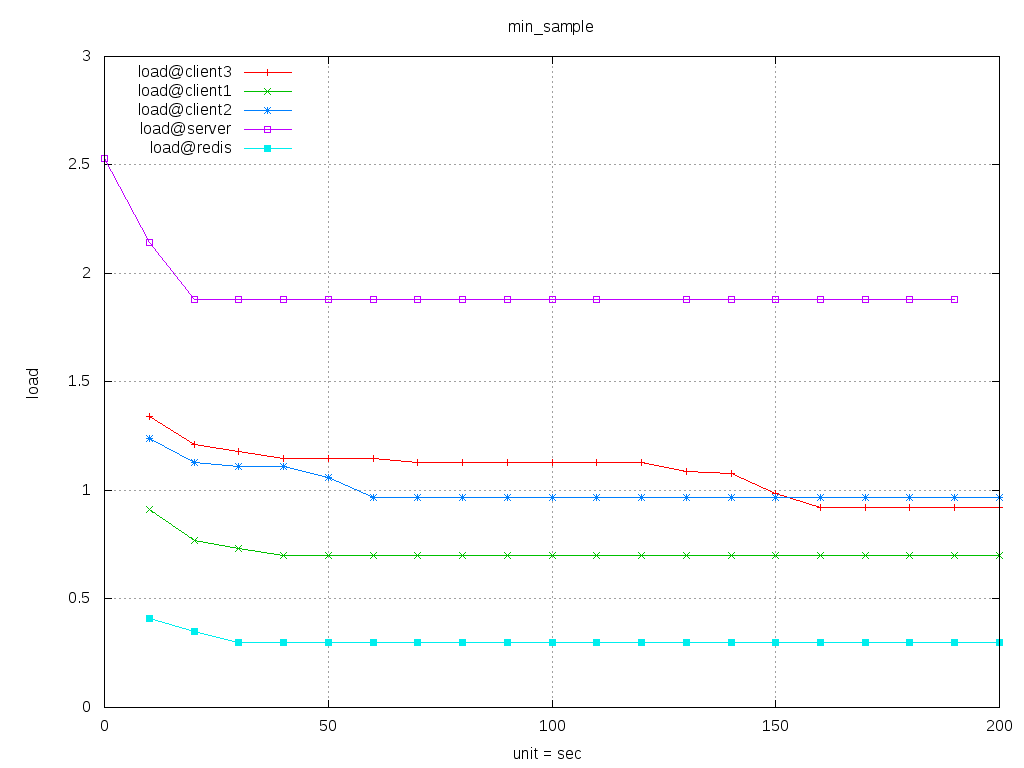 min_sample
3
2.5
2
1.5
1
0.5
0
load
load@client3
load@client1
load@client2
load@server
load@redis
0 50 100 150 200
unit = sec